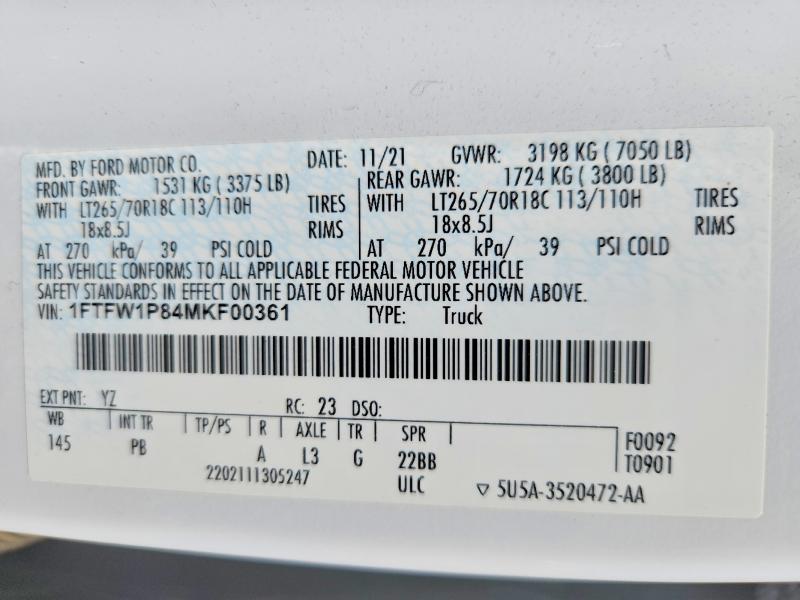 MFD. BY FORD MOTOR CO. DATE: 11/21 GVWR: 3198 KG ( 7050 LB)
FRONT GAWR: 1531 KG ( 3375 LB) REAR GAWR: 1724 KG ( 3800 LB)
WITH LT265/70R18C 113/110H TIRES WITH LT265/70R18C 113/110H TIRES
18x8.5J RIMS 18x8.5J RIMS
AT 270 kPa/ 39 PSI COLD AT 270 kPa/ 39 PSI COLD
THIS VEHICLE CONFORMS TO ALL APPLICABLE FEDERAL MOTOR VEHICLE
SAFETY STANDARDS IN EFFECT ON THE DATE OF MANUFACTURE SHOWN ABOVE.
VIN: 1FTFW1P84MKF00361 TYPE: Truck
EXT PNT: YZ RC: 23 DSO:
WB INT TR TP/PS R AXLE TR SPR F0092
145 PB A L3 G 22BB T0901
2202111305247 ULC ▽ 5U5A-3520472-AA